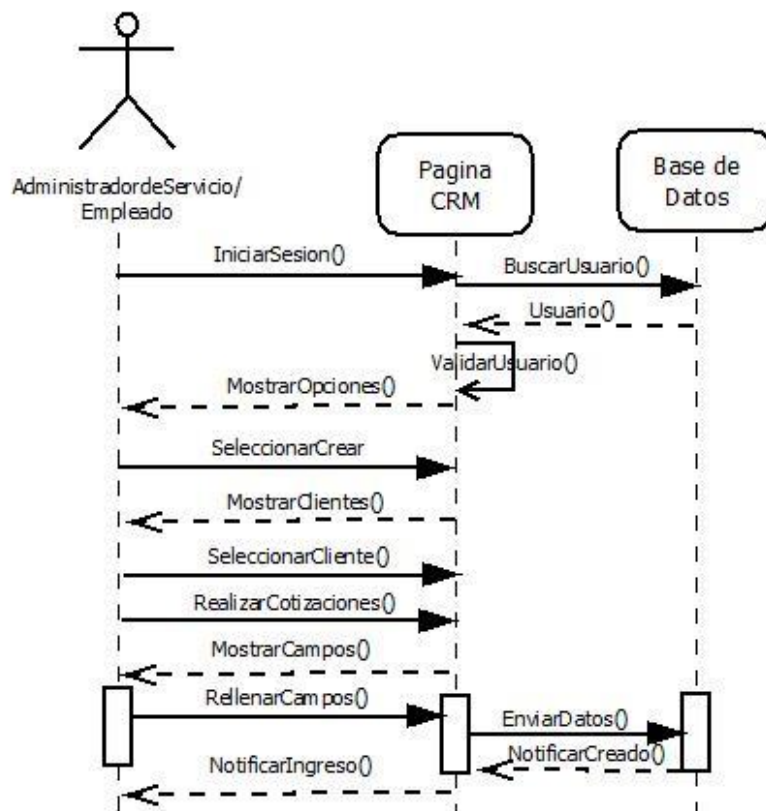 AdministradordeServicio/
Empleado
Pagina
CRM
Base de
Datos
IniciarSesion()
BuscarUsuario()
Usuario()
ValidarUsuario()
MostrarOpciones()
SeleccionarCrear
MostrarClientes()
SeleccionarCliente()
RealizarCotizaciones()
MostrarCampos()
RellenarCampos()
EnviarDatos()
NotificarCreado()
NotificarIngreso()